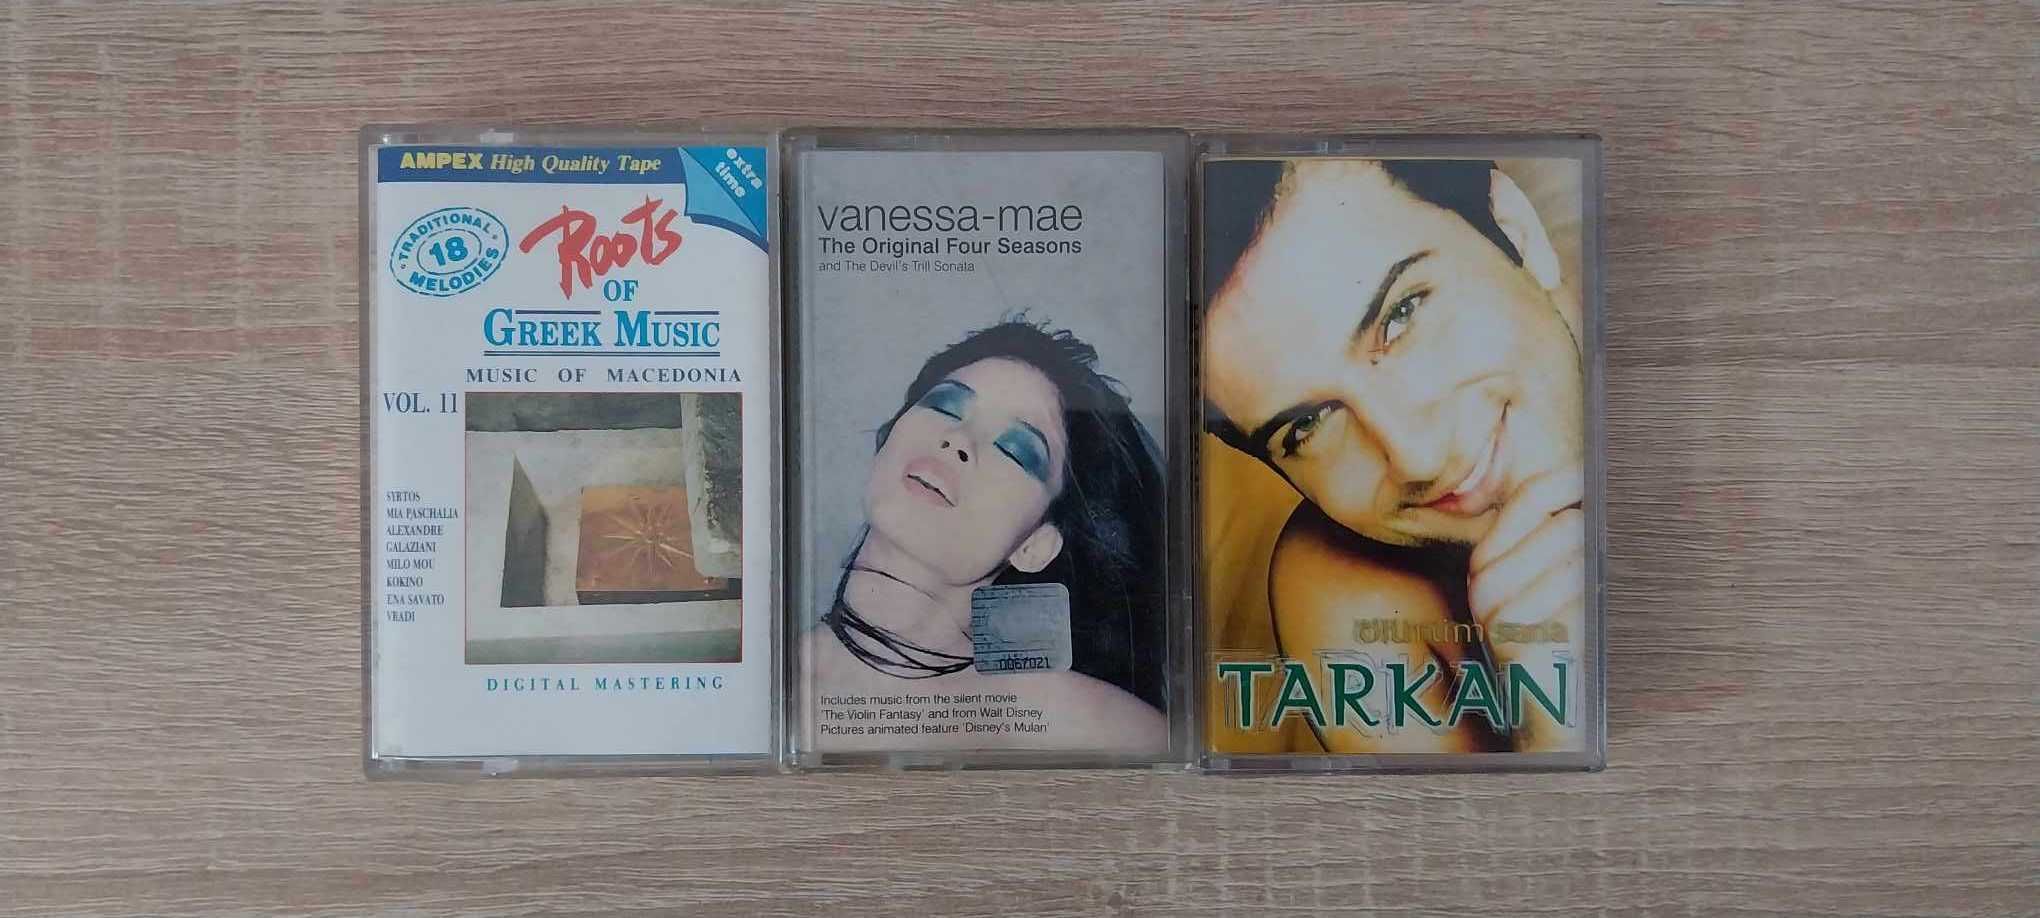 AMPEX High Quality Tape
extra
time
TRADITIONAL
18
MELODIES
Roots
OF
GREEK MUSIC
MUSIC OF MACEDONIA
VOL. 11
SYRTOS
MIA PASCHALIA
ALEXANDRE
GALAZIANI
MILO MOU
KOKINO
ENA SAVATO
VRADI
DIGITAL MASTERING
vanessa-mae
The Original Four Seasons
and The Devil's Trill Sonata
0067021
Includes music from the silent movie
'The Violin Fantasy' and from Walt Disney
Pictures animated feature 'Disney's Mulan'
ölürüm sana
TARKAN